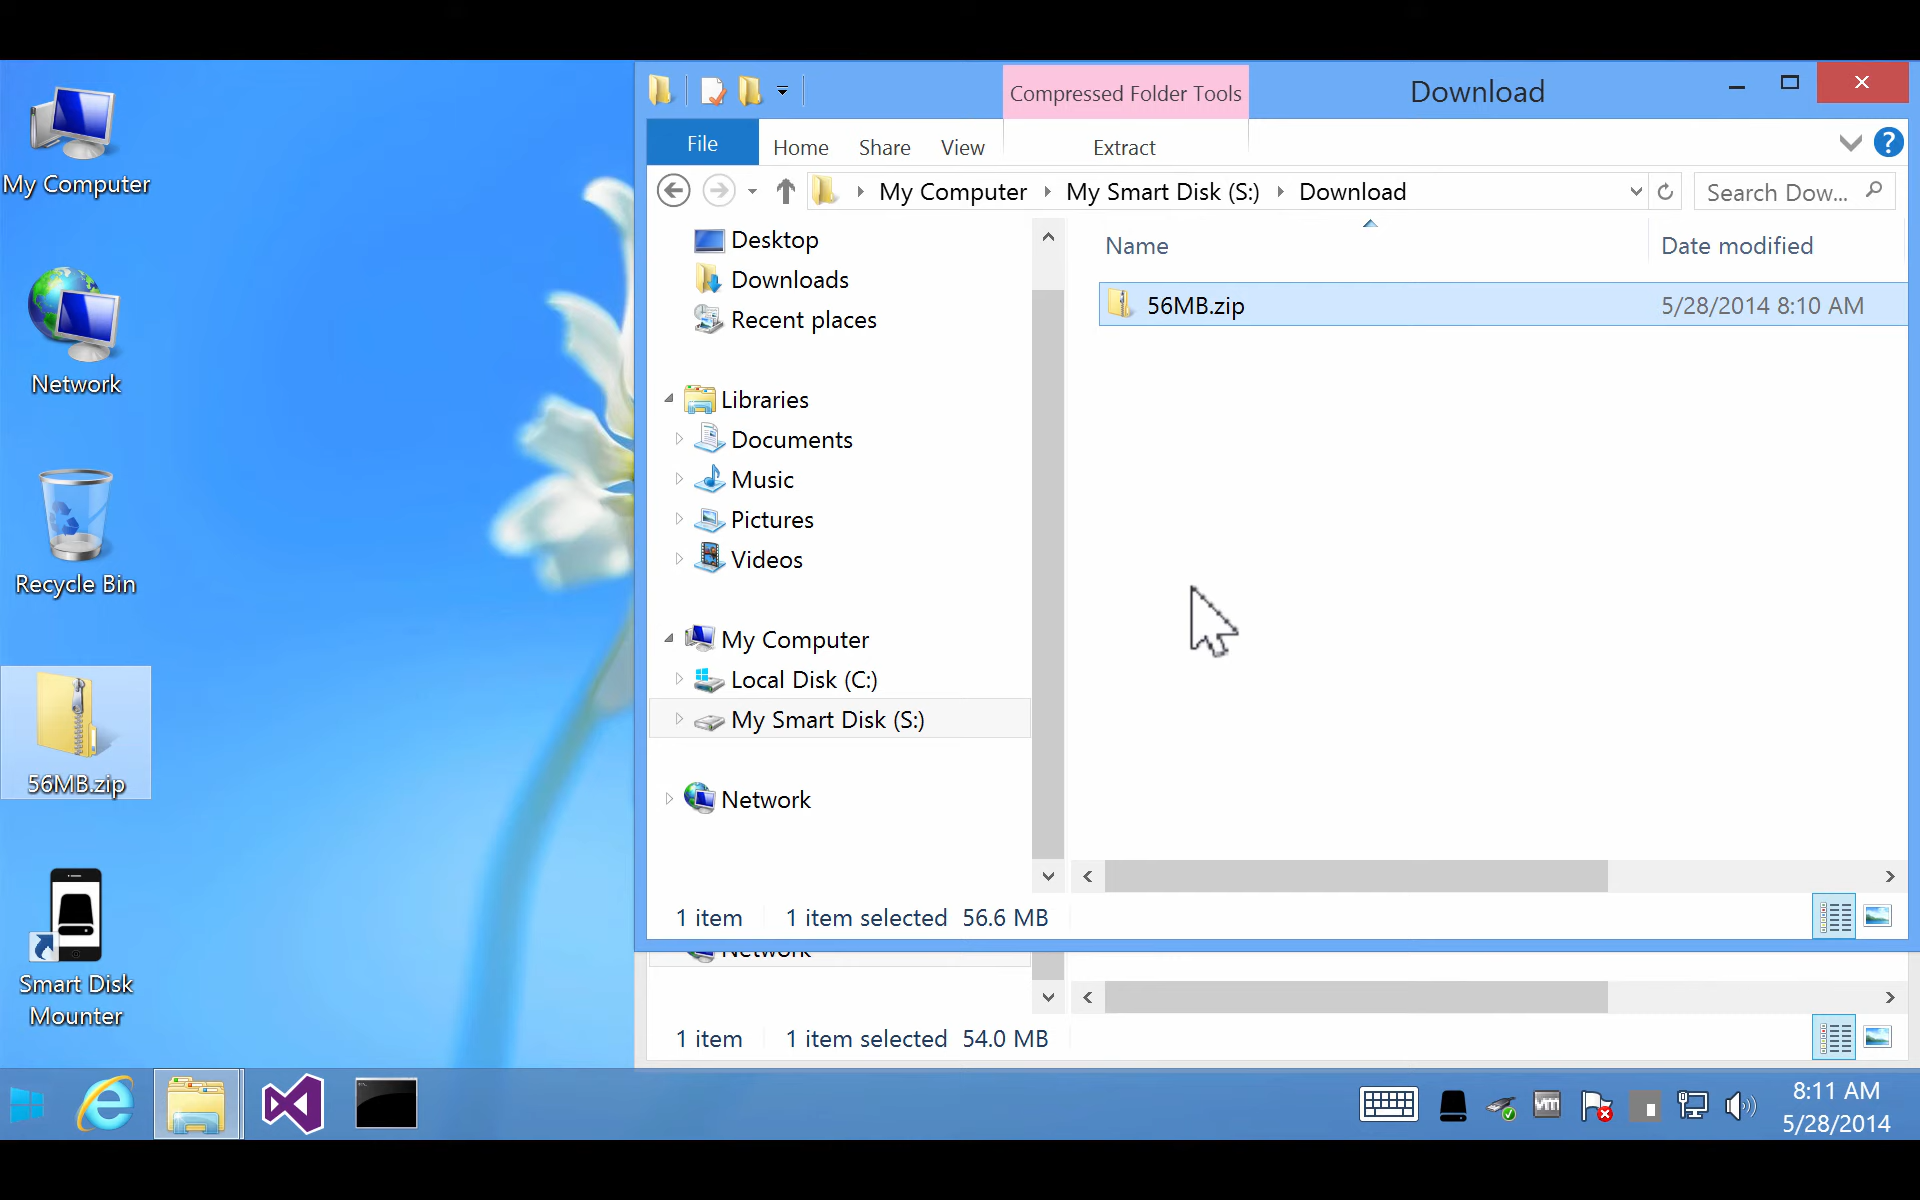 My Computer
Network
Recycle Bin
56MB.zip
Smart Disk
Mounter
Compressed Folder Tools
Download
File
Home
Share
View
Extract
My Computer
My Smart Disk (S:)
Download
Search Dow...
Desktop
Downloads
Recent places
Libraries
Documents
Music
Pictures
Videos
My Computer
Local Disk (C:)
My Smart Disk (S:)
Network
Name
Date modified
56MB.zip
5/28/2014 8:10 AM
1 item
1 item selected
56.6 MB
Network
1 item
1 item selected
54.0 MB
vm
8:11 AM
5/28/2014